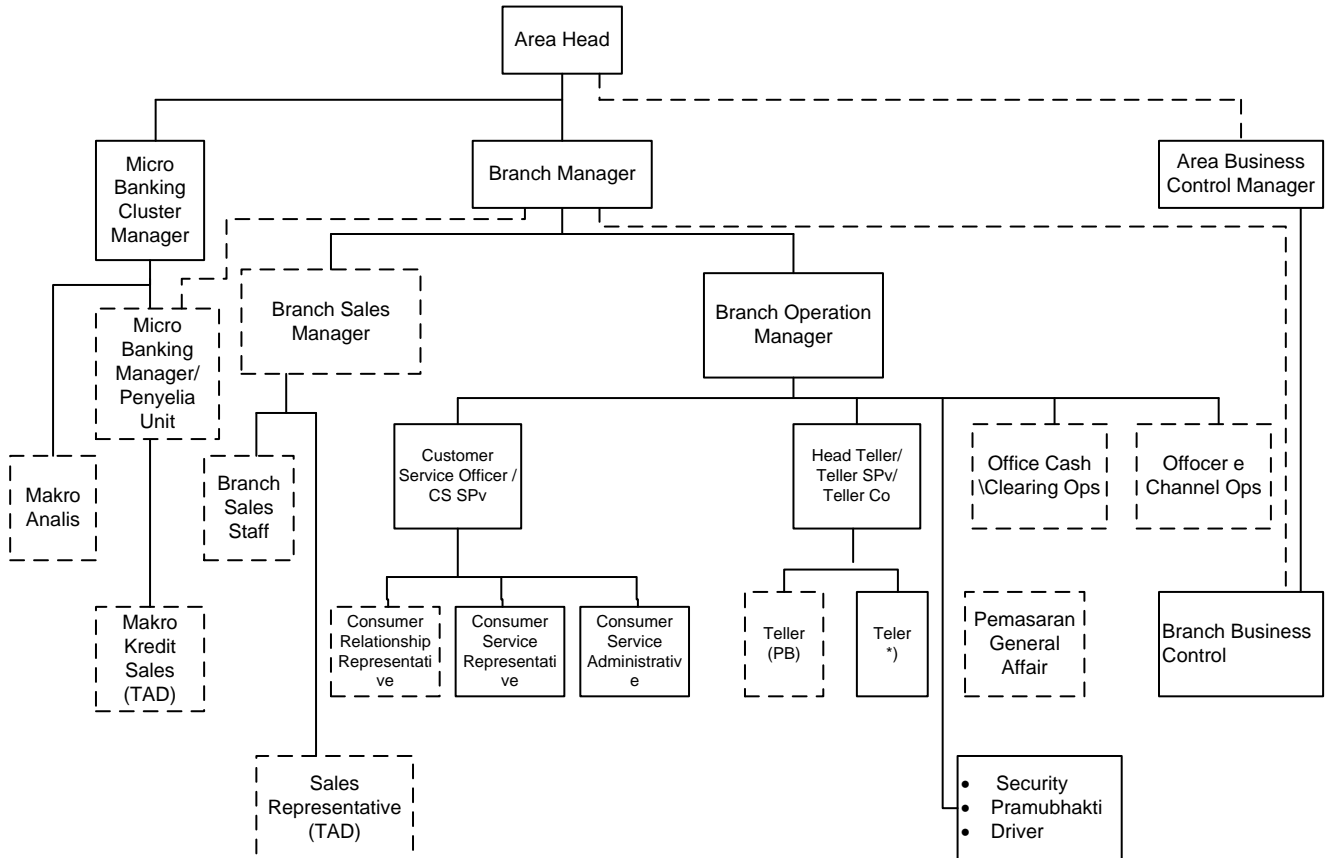 Area Head
Micro
Banking
Cluster
Manager
Branch Manager
Area Business
Control Manager
Branch Sales
Manager
Branch Operation
Manager
Micro
Banking
Manager/
Penyelia
Unit
Makro
Analis
Branch
Sales
Staff
Customer
Service Officer /
CS SPv
Head Teller/
Teller SPv/
Teller Co
Office Cash
\Clearing Ops
Offocer e
Channel Ops
Makro
Kredit
Sales
(TAD)
Consumer
Relationship
Representati
ve
Consumer
Service
Representati
ve
Consumer
Service
Administrativ
e
Teller
(PB)
Teler
*)
Pemasaran
General
Affair
Branch Business
Control
Sales
Representative
(TAD)
• Security
• Pramubhakti
• Driver